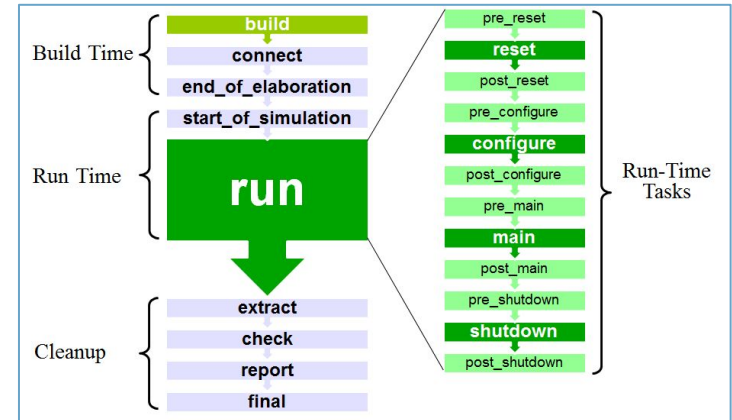 Build Time
build
connect
end_of_elaboration
Run Time
start_of_simulation
run
Cleanup
extract
check
report
final
pre_reset
reset
post_reset
pre_configure
configure
post_configure
pre_main
main
post_main
pre_shutdown
shutdown
post_shutdown
Run-Time
Tasks